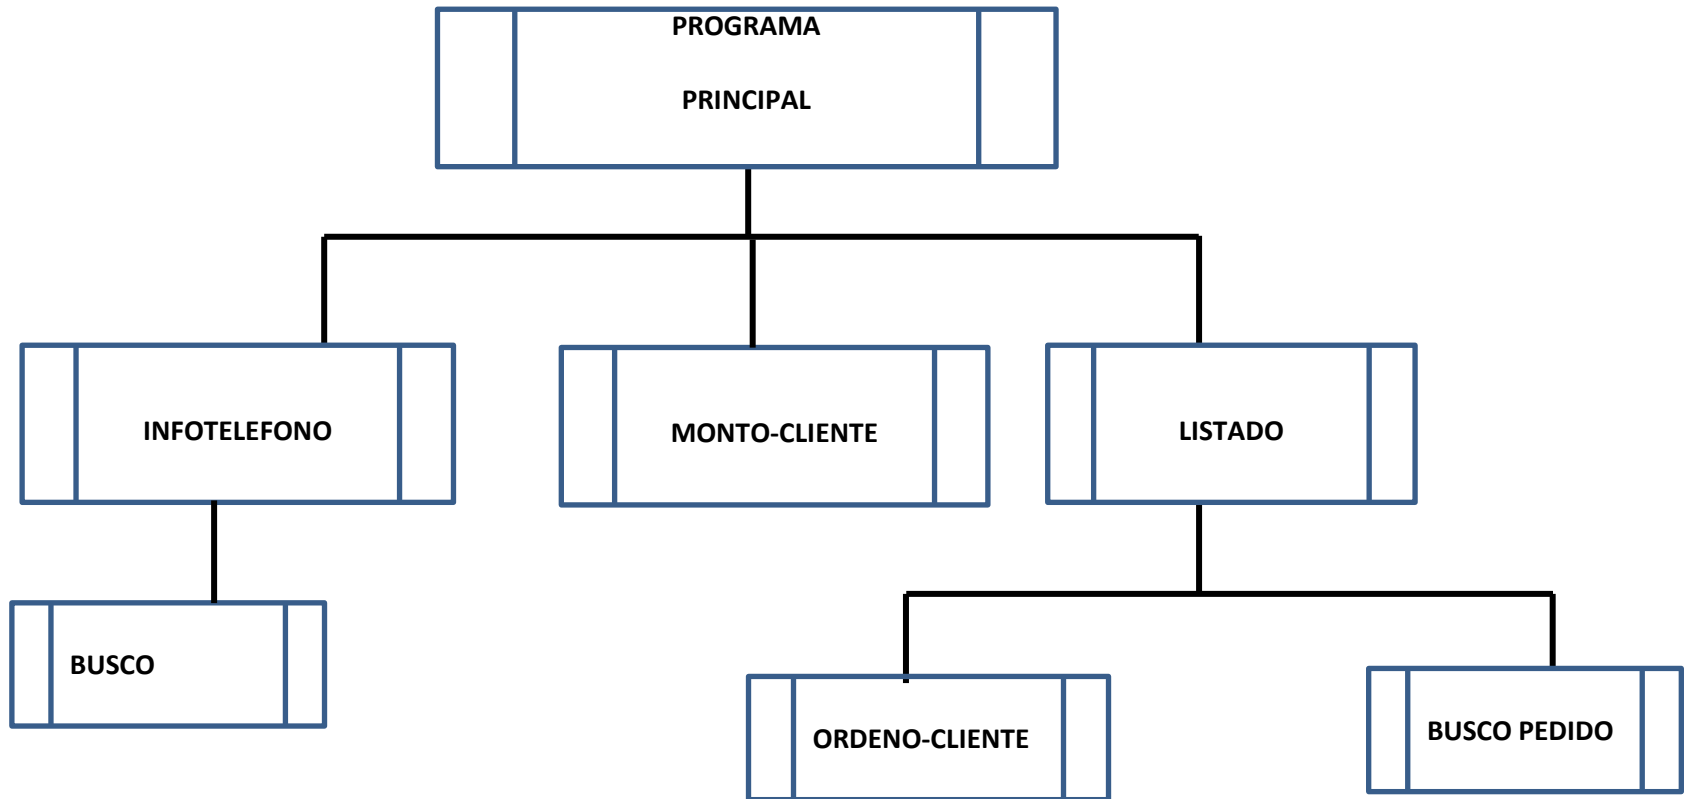 PROGRAMA
PRINCIPAL
INFOTELEFONO
MONTO-CLIENTE
LISTADO
BUSCO
ORDENO-CLIENTE
BUSCO PEDIDO